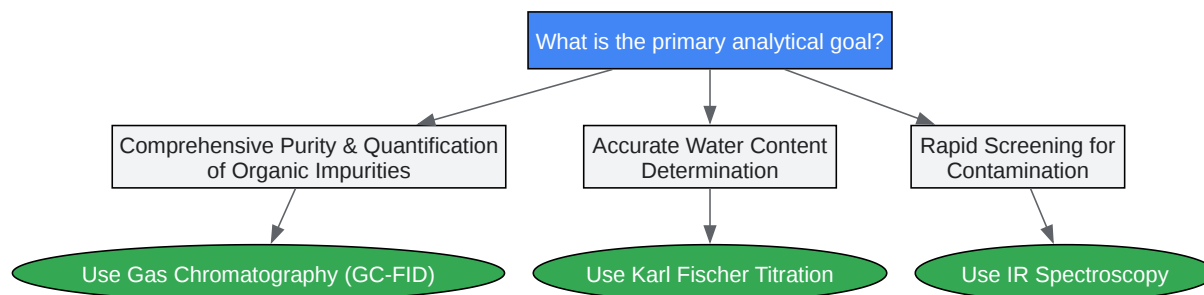 What is the primary analytical goal?
Comprehensive Purity & Quantification
of Organic Impurities
Accurate Water Content
Determination
Rapid Screening for
Contamination
Use Gas Chromatography (GC-FID)
Use Karl Fischer Titration
Use IR Spectroscopy